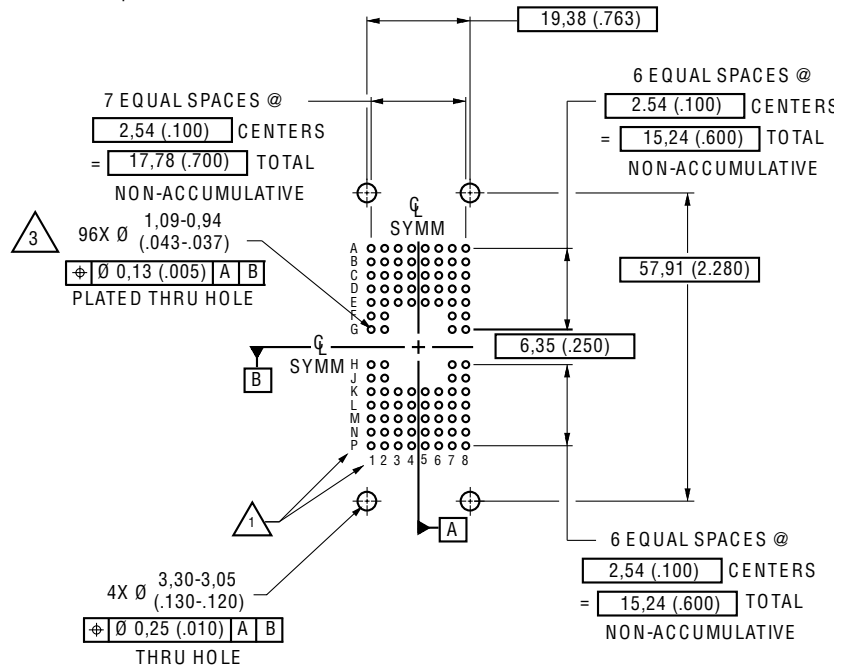 19,38 (.763)
7 EQUAL SPACES @
2,54 (.100) CENTERS
= 17,78 (.700) TOTAL
NON-ACCUMULATIVE
6 EQUAL SPACES @
2.54 (.100) CENTERS
= 15,24 (.600) TOTAL
NON-ACCUMULATIVE
3
96X Ø 1,09-0,94
(.043-.037)
⌖ Ø 0,13 (.005) A B
PLATED THRU HOLE
℄
SYMM
57,91 (2.280)
A
B
C
D
E
F
G
6,35 (.250)
℄
SYMM
B
H
J
K
L
M
N
P
1 2 3 4 5 6 7 8
1
A
4X Ø 3,30-3,05
(.130-.120)
⌖ Ø 0,25 (.010) A B
THRU HOLE
6 EQUAL SPACES @
2,54 (.100) CENTERS
= 15,24 (.600) TOTAL
NON-ACCUMULATIVE